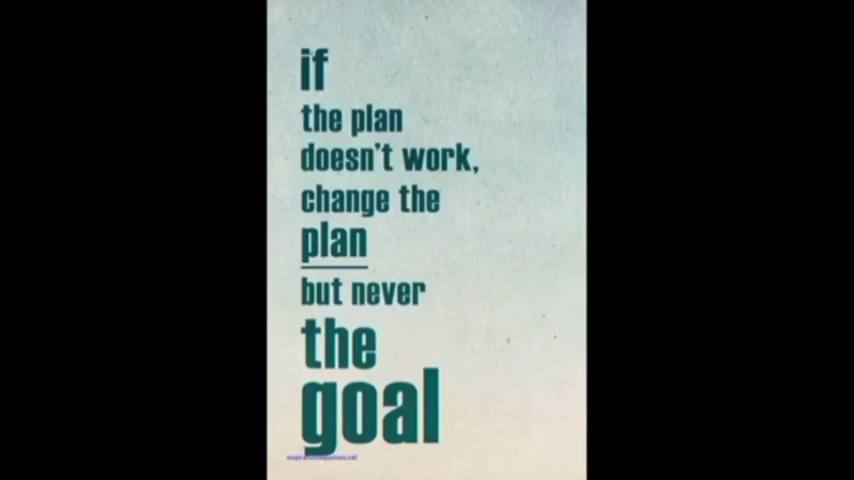 if
the plan
doesn't work,
change the
plan
but never
the
goal